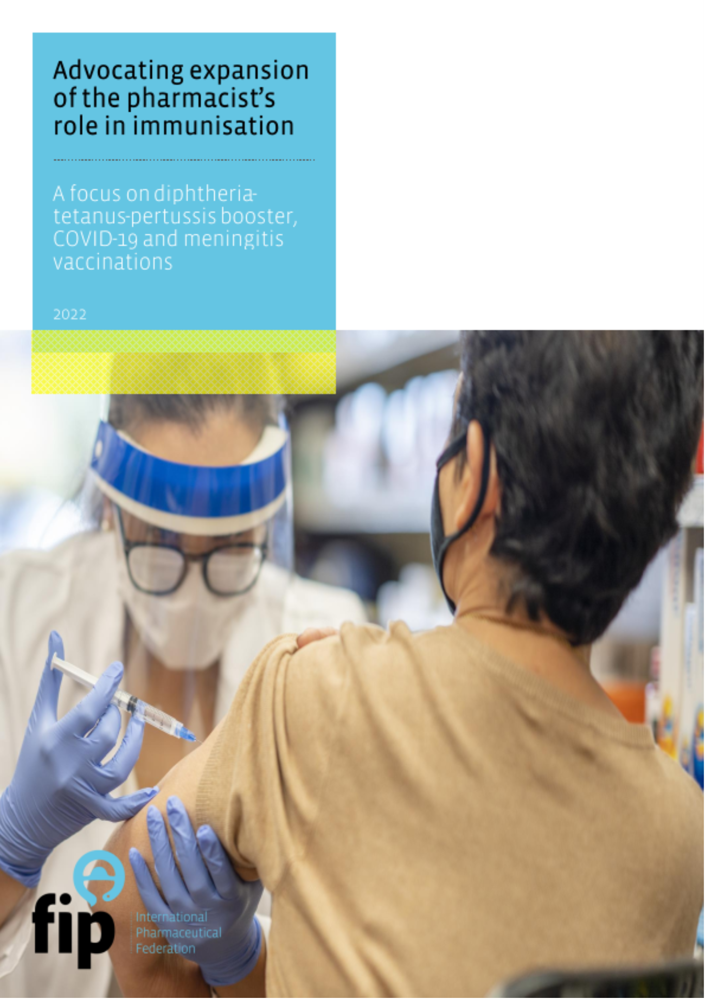 Advocating expansion
of the pharmacist’s
role in immunisation
A focus on diphtheria-
tetanus-pertussis booster,
COVID-19 and meningitis
vaccinations
2022
fip
International
Pharmaceutical
Federation